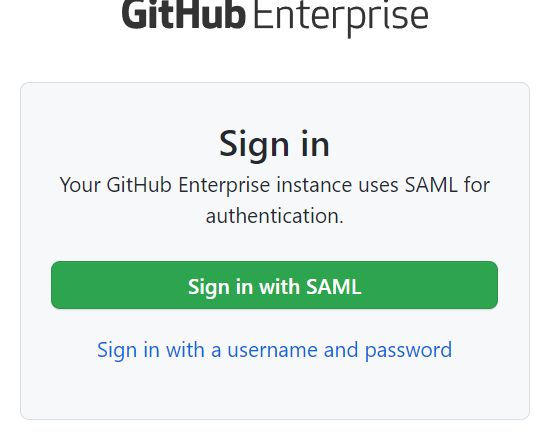 GitHub Enterprise
Sign in
Your GitHub Enterprise instance uses SAML for
authentication.
Sign in with SAML
Sign in with a username and password